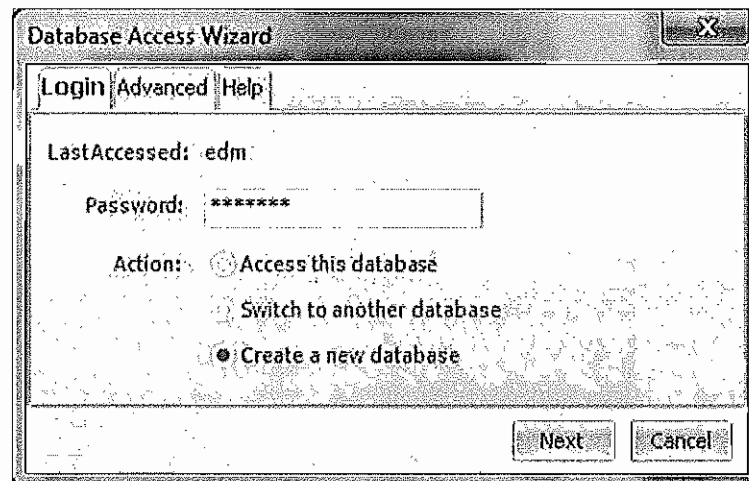 Database Access Wizard
Login Advanced Help
LastAccessed: edm
Password: *******
Action: Access this database
Switch to another database
Create a new database
Next Cancel